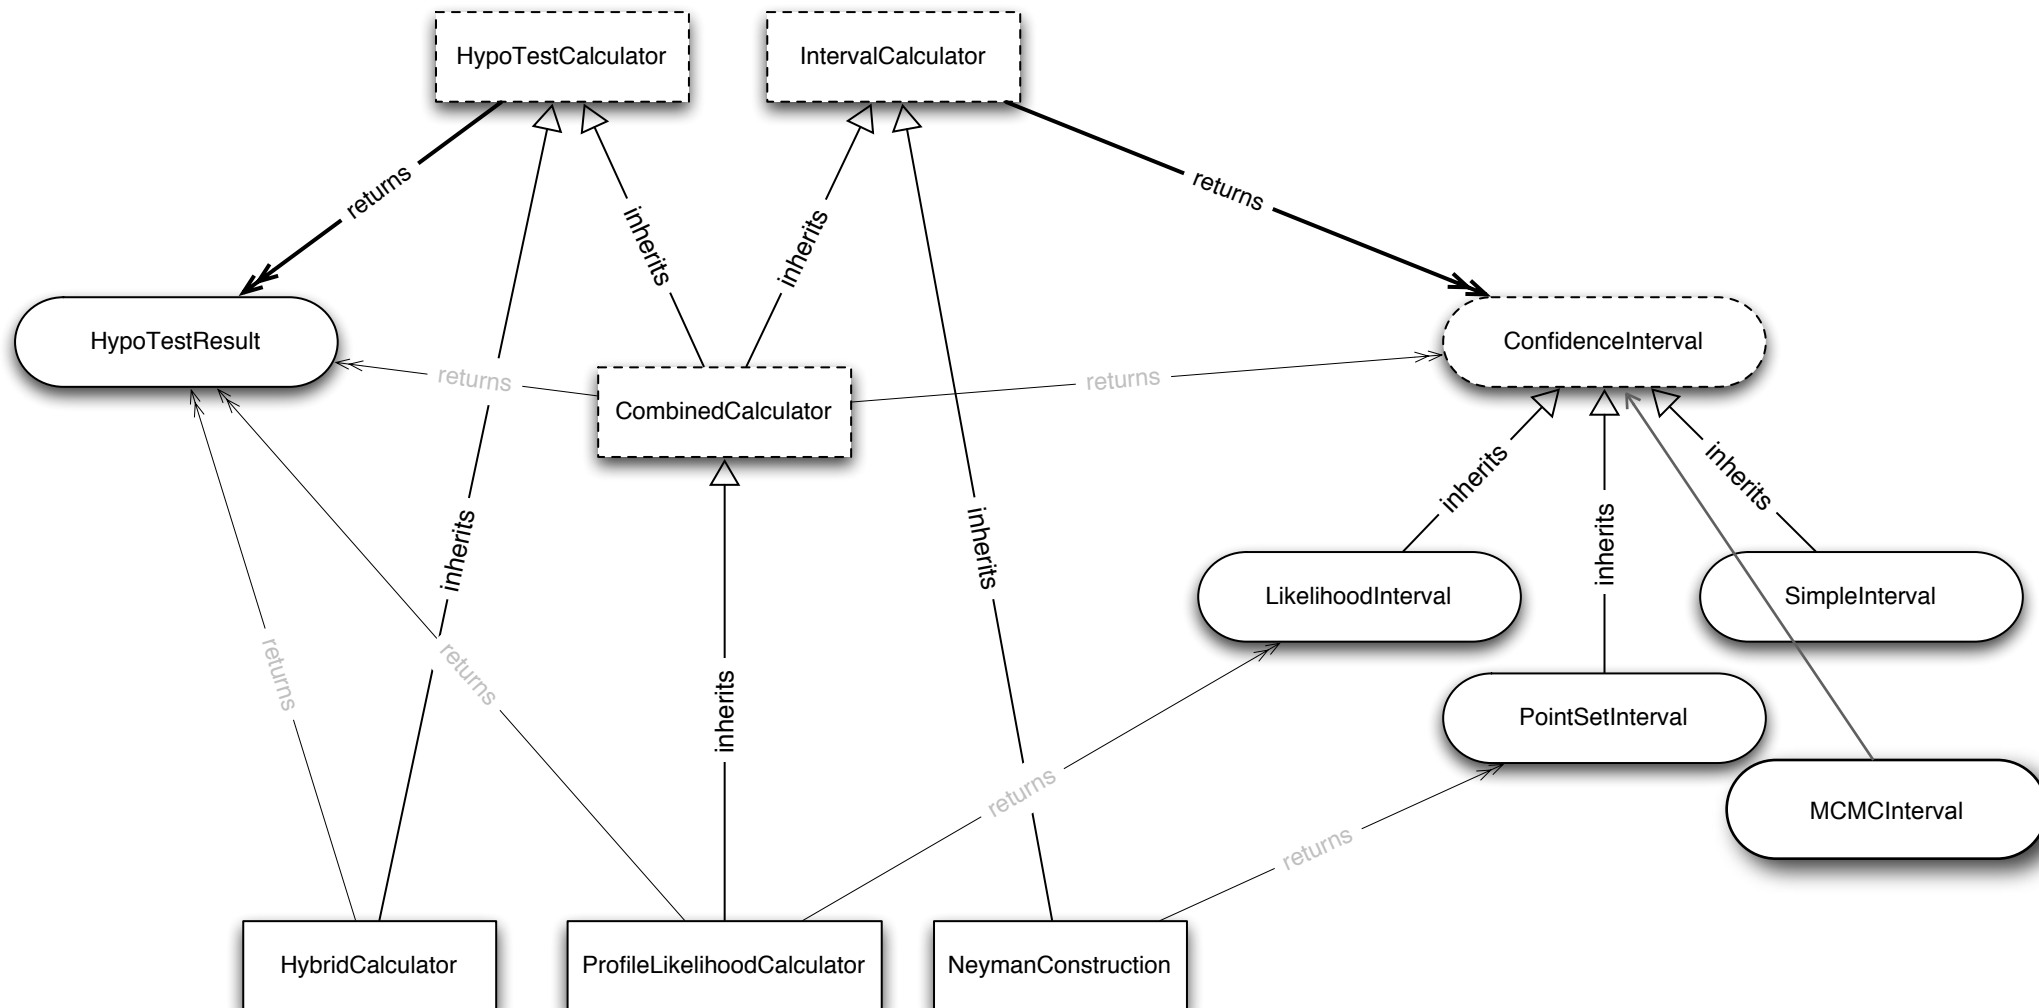 HypoTestCalculator
IntervalCalculator
returns
returns
inherits
inherits
HypoTestResult
ConfidenceInterval
returns
returns
CombinedCalculator
inherits
inherits
inherits
inherits
inherits
inherits
LikelihoodInterval
SimpleInterval
returns
returns
inherits
PointSetInterval
returns
MCMCInterval
returns
HybridCalculator
ProfileLikelihoodCalculator
NeymanConstruction